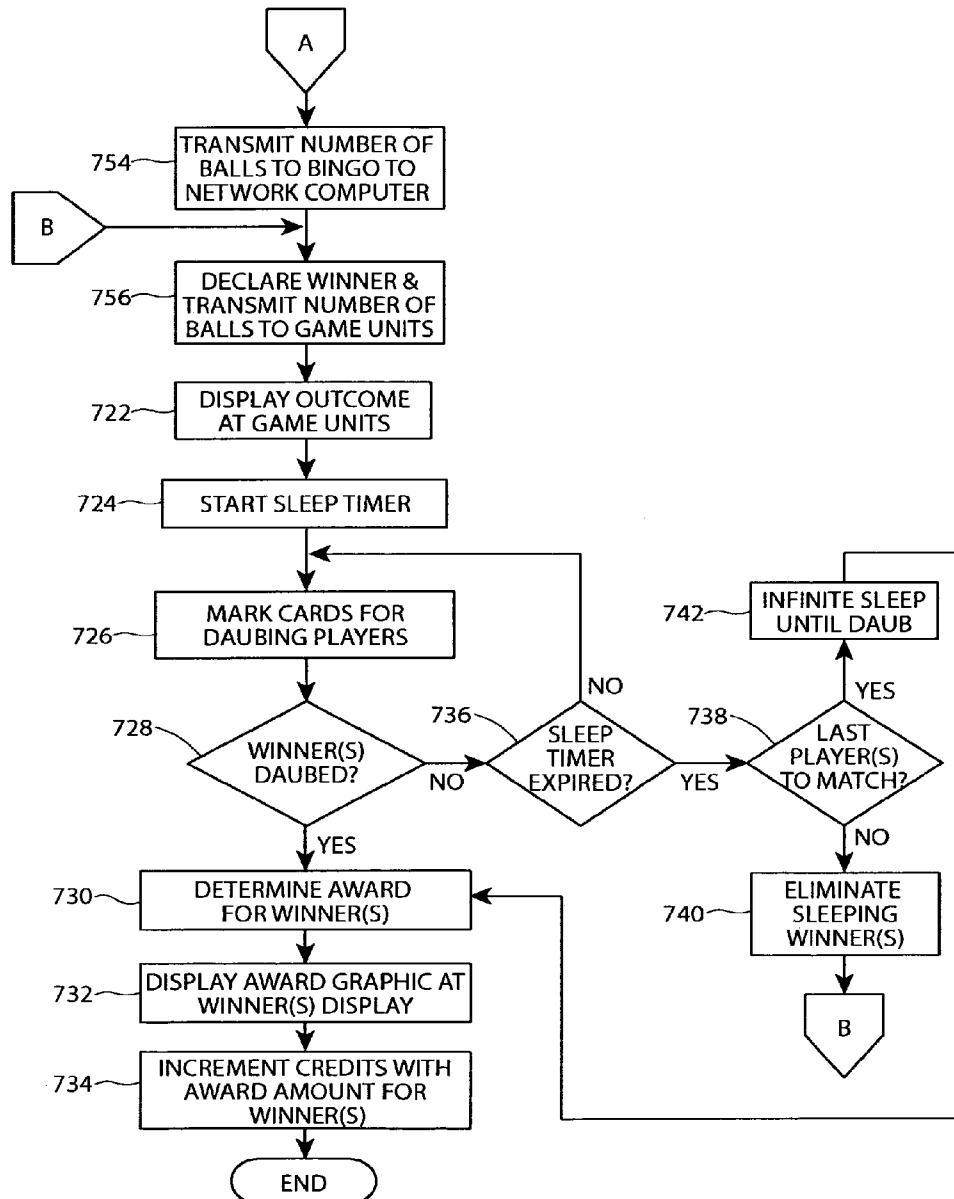 A
754
TRANSMIT NUMBER OF
BALLS TO BINGO TO
NETWORK COMPUTER
B
756
DECLARE WINNER &
TRANSMIT NUMBER OF
BALLS TO GAME UNITS
722
DISPLAY OUTCOME
AT GAME UNITS
724
START SLEEP TIMER
726
MARK CARDS FOR
DAUBING PLAYERS
742
INFINITE SLEEP
UNTIL DAUB
728
WINNER(S)
DAUBED?
NO
YES
736
SLEEP
TIMER
EXPIRED?
NO
YES
738
LAST
PLAYER(S)
TO MATCH?
YES
NO
730
DETERMINE AWARD
FOR WINNER(S)
740
ELIMINATE
SLEEPING
WINNER(S)
732
DISPLAY AWARD GRAPHIC AT
WINNER(S) DISPLAY
B
734
INCREMENT CREDITS WITH
AWARD AMOUNT FOR
WINNER(S)
END